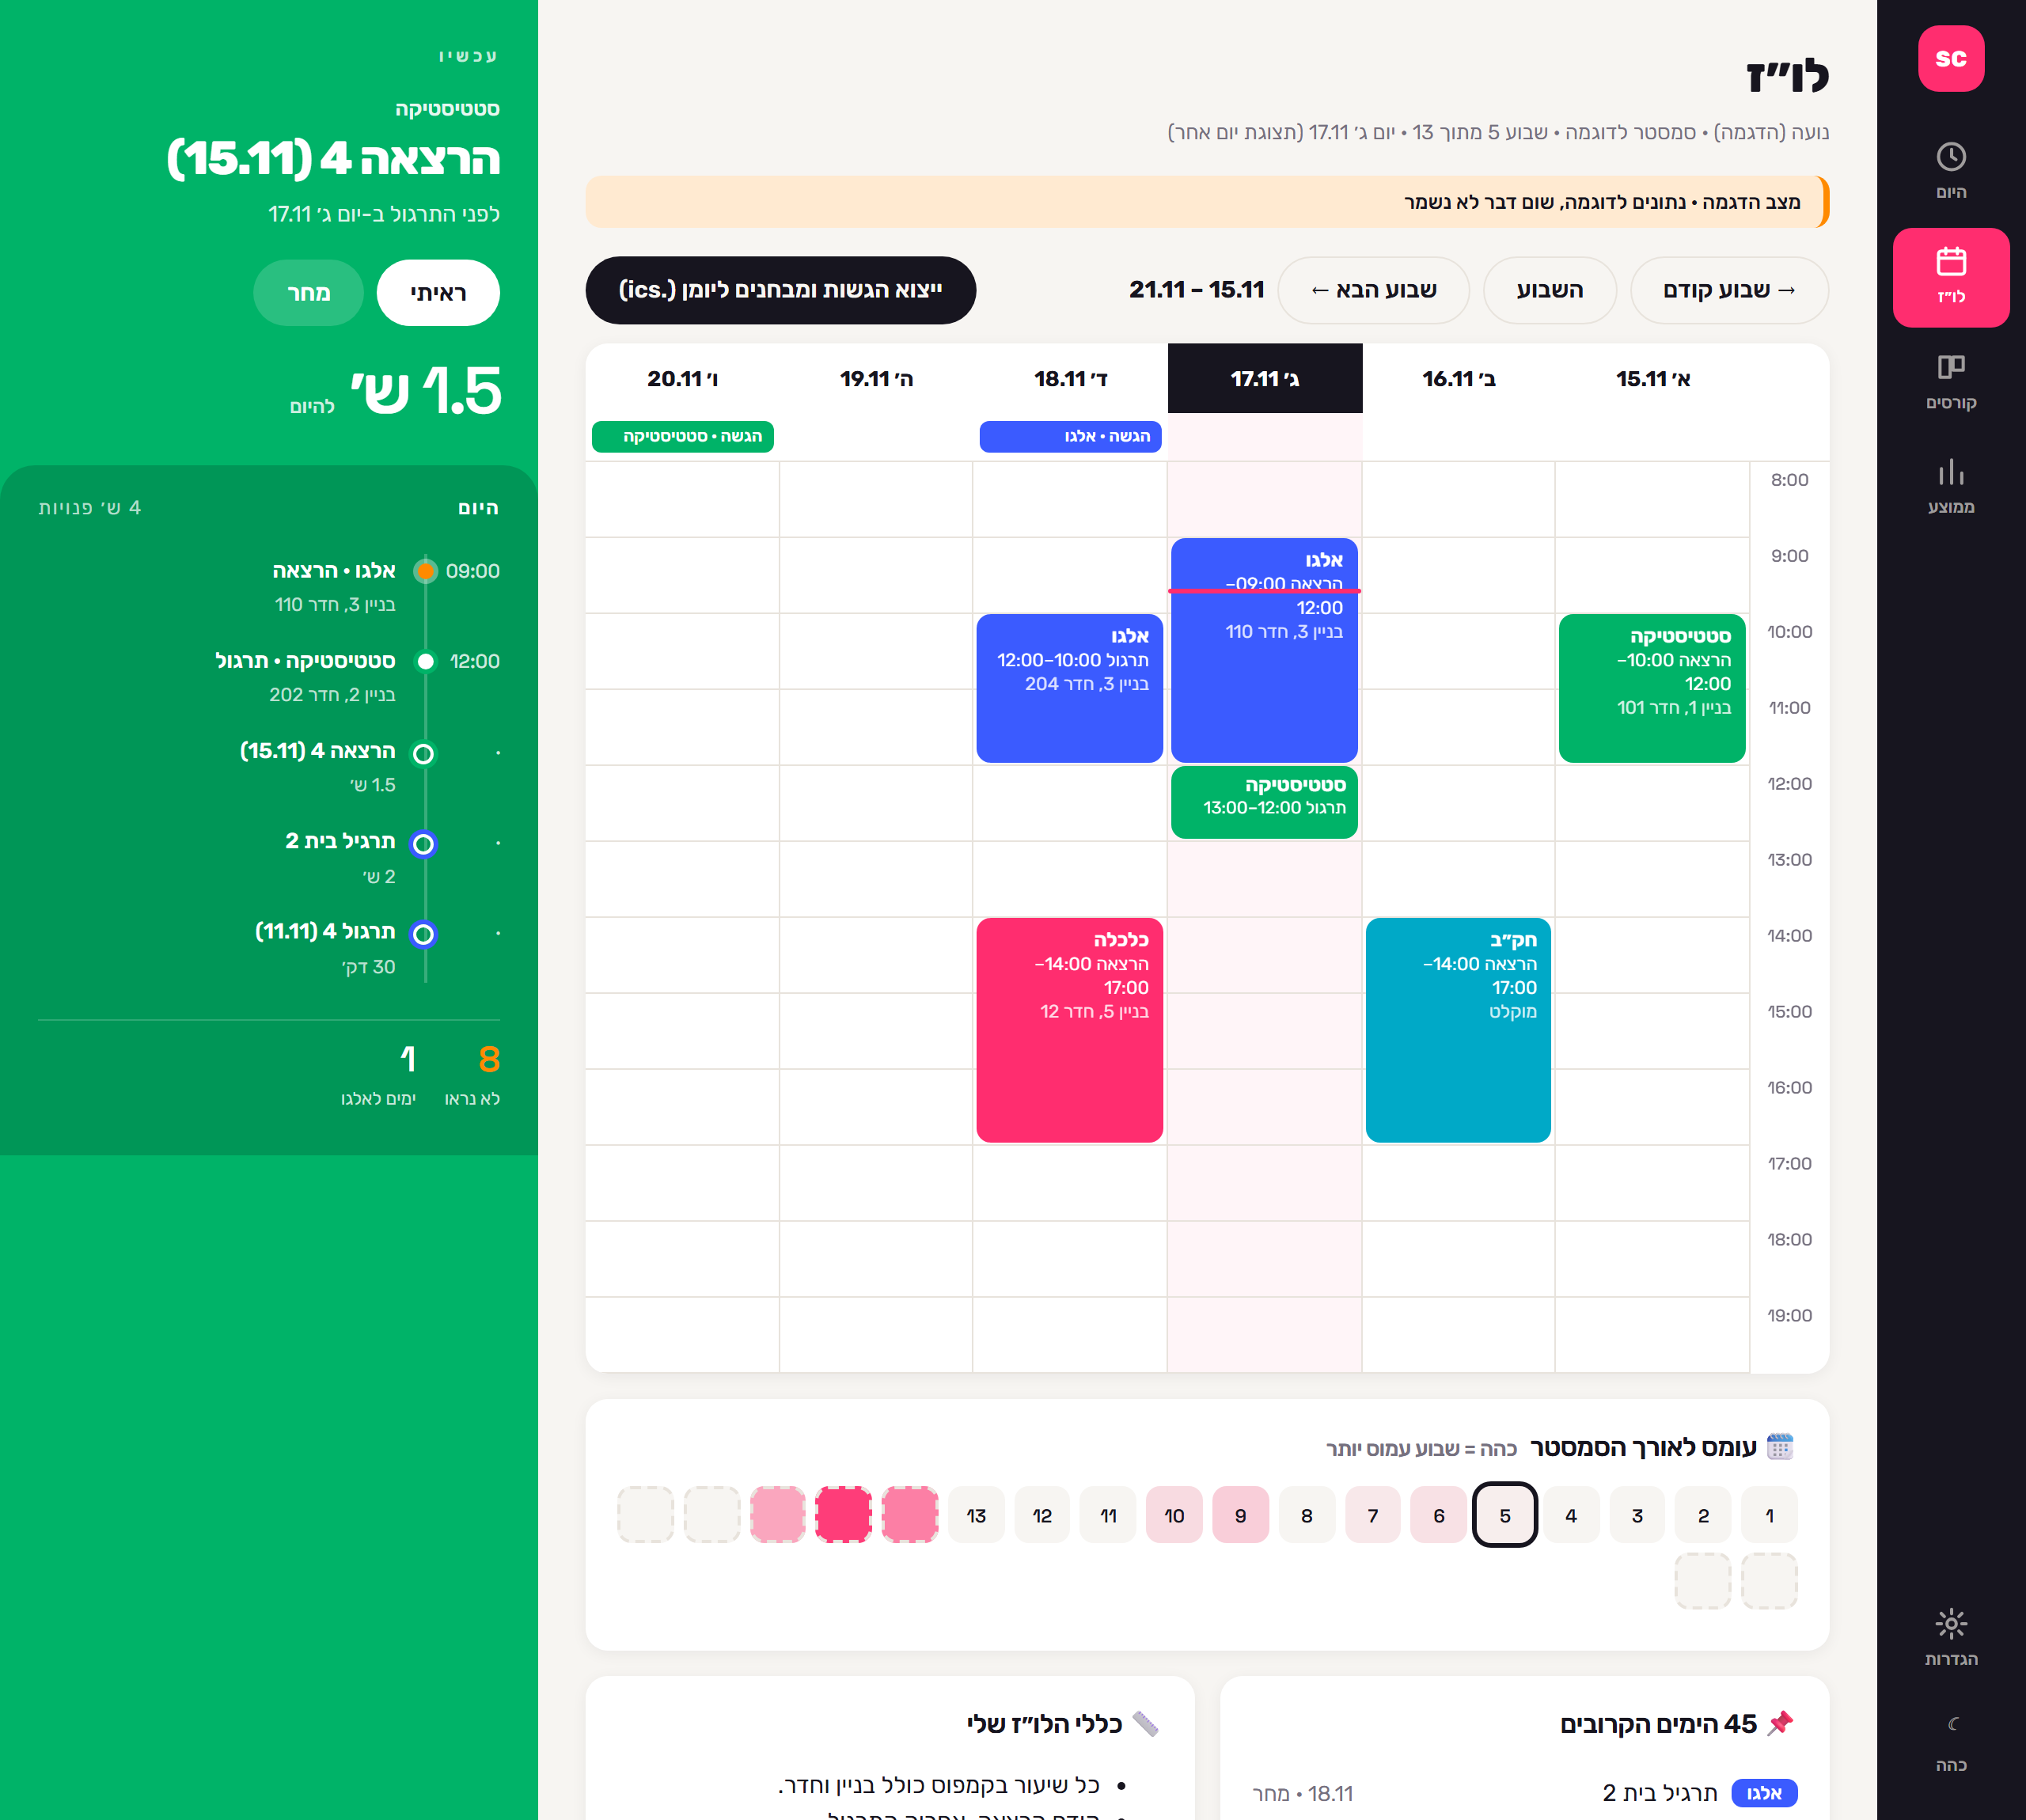 SC
היום
לו״ז
קורסים
ממוצע
הגדרות
כהה
לו״ז
נועה (הדגמה) • סמסטר לדוגמה • שבוע 5 מתוך 13 • יום ג׳ 17.11 (תצוגת יום אחר)
מצב הדגמה • נתונים לדוגמה, שום דבר לא נשמר
→ שבוע קודם
השבוע
שבוע הבא ←
15.11 – 21.11
ייצוא הגשות ומבחנים ליומן (.ics)
א׳ 15.11
ב׳ 16.11
ג׳ 17.11
ד׳ 18.11
ה׳ 19.11
ו׳ 20.11
הגשה • אלגו
הגשה • סטטיסטיקה
8:00
9:00
10:00
11:00
12:00
13:00
14:00
15:00
16:00
17:00
18:00
19:00
סטטיסטיקה
הרצאה 10:00–
12:00
בניין 1, חדר 101
חק״ב
הרצאה 14:00–
17:00
מוקלט
אלגו
הרצאה 09:00–
12:00
בניין 3, חדר 110
סטטיסטיקה
תרגול 12:00–13:00
אלגו
תרגול 10:00–12:00
בניין 3, חדר 204
כלכלה
הרצאה 14:00–
17:00
בניין 5, חדר 12
עומס לאורך הסמסטר כהה = שבוע עמוס יותר
1 2 3 4 5 6 7 8 9 10 11 12 13
45 הימים הקרובים
אלגו תרגיל בית 2 18.11 • מחר
כללי הלו״ז שלי
• כל שיעור בקמפוס כולל בניין וחדר.
עכשיו
סטטיסטיקה
הרצאה 4 (15.11)
לפני התרגול ב-יום ג׳ 17.11
ראיתי
מחר
1.5 ש׳ להיום
היום
4 ש׳ פנויות
09:00 אלגו • הרצאה
בניין 3, חדר 110
12:00 סטטיסטיקה • תרגול
בניין 2, חדר 202
· הרצאה 4 (15.11)
1.5 ש׳
· תרגיל בית 2
2 ש׳
· תרגול 4 (11.11)
30 דק׳
8 1
לא נראו ימים לאלגו